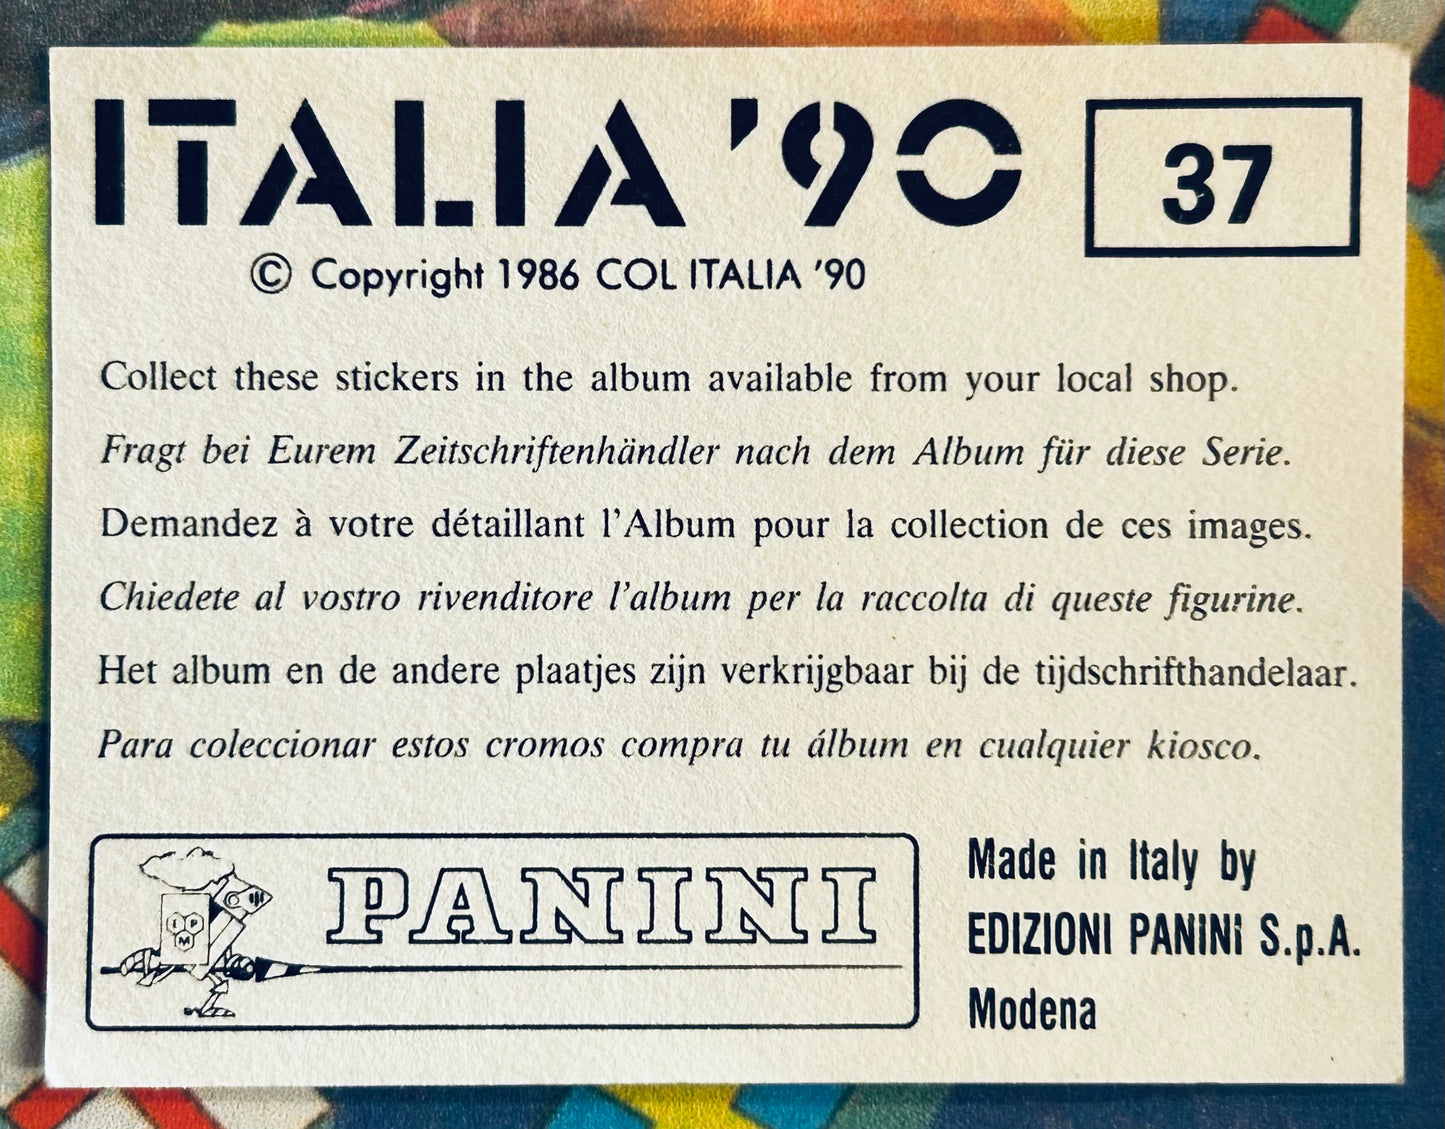 ITALIA '90
37
© Copyright 1986 COL ITALIA '90
Collect these stickers in the album available from your local shop.
Fragt bei Eurem Zeitschriftenhändler nach dem Album für diese Serie.
Demandez à votre détaillant l'Album pour la collection de ces images.
Chiedete al vostro rivenditore l'album per la raccolta di queste figurine.
Het album en de andere plaatjes zijn verkrijgbaar bij de tijdschrifthandelaar.
Para coleccionar estos cromos compra tu álbum en cualquier kiosco.
I P
M
PANINI
Made in Italy by
EDIZIONI PANINi S.p.A.
Modena